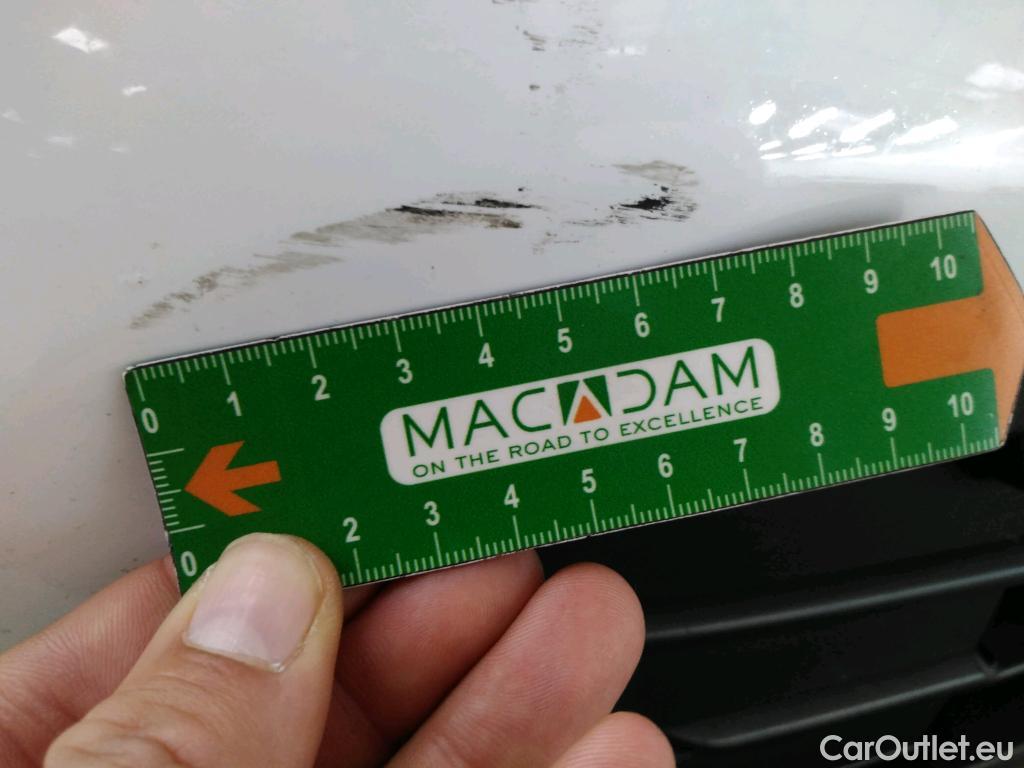 0 1 2 3 4 5 6 7 8 9 10
MACADAM
ON THE ROAD TO EXCELLENCE
0 2 3 4 5 6 7 8 9 10
CarOutlet.eu